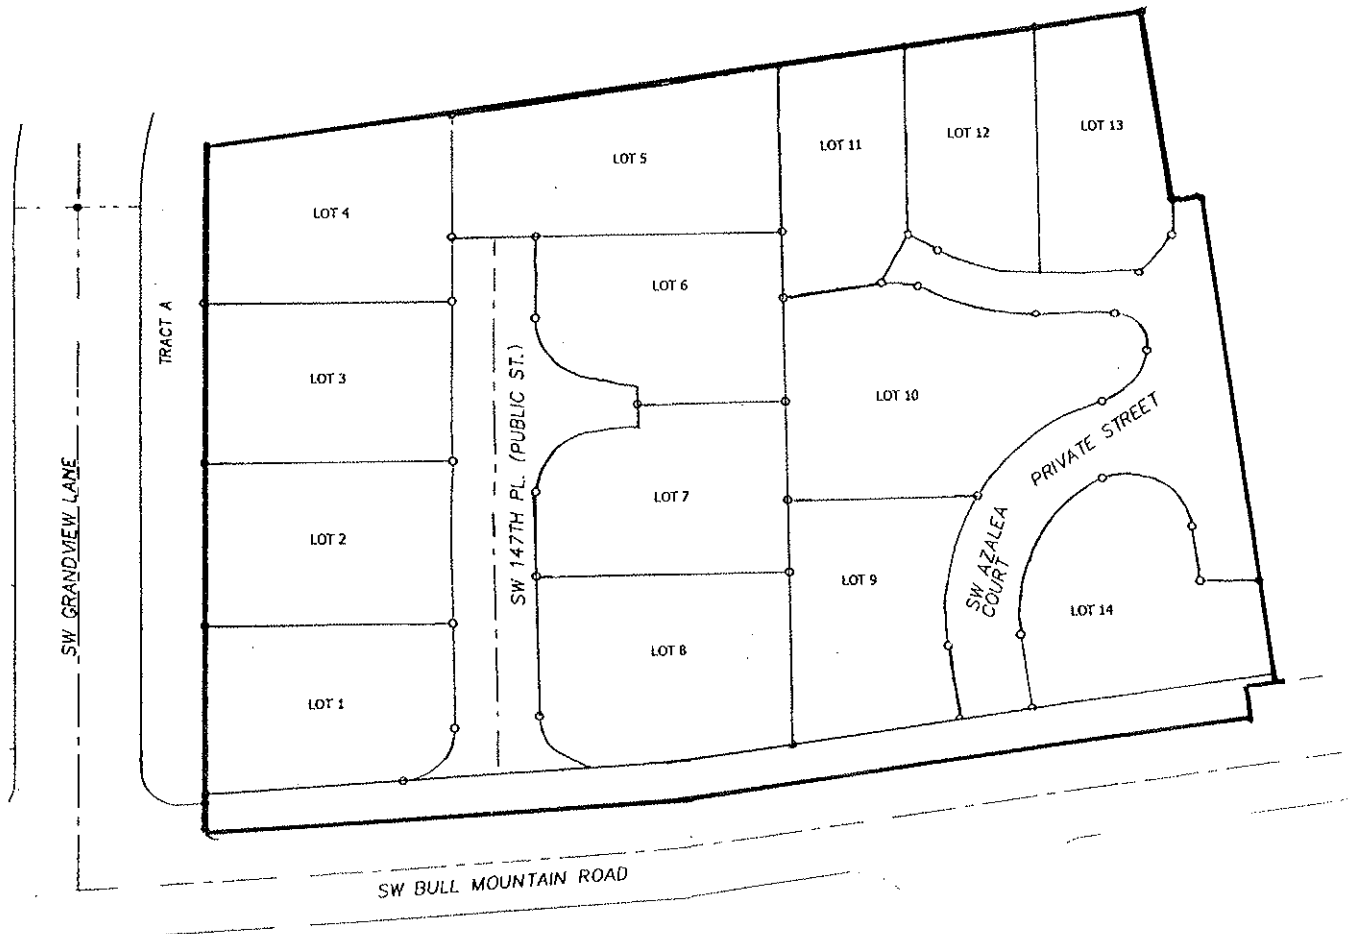 LOT 13
LOT 12
LOT 11
LOT 5
LOT 4
LOT 6
TRACT A
LOT 3
LOT 10
SW 147TH PL. (PUBLIC ST.)
PRIVATE STREET
LOT 7
LOT 2
SW GRANDVIEW LANE
SW AZALEA
COURT
LOT 9
LOT 14
LOT 8
LOT 1
SW BULL MOUNTAIN ROAD